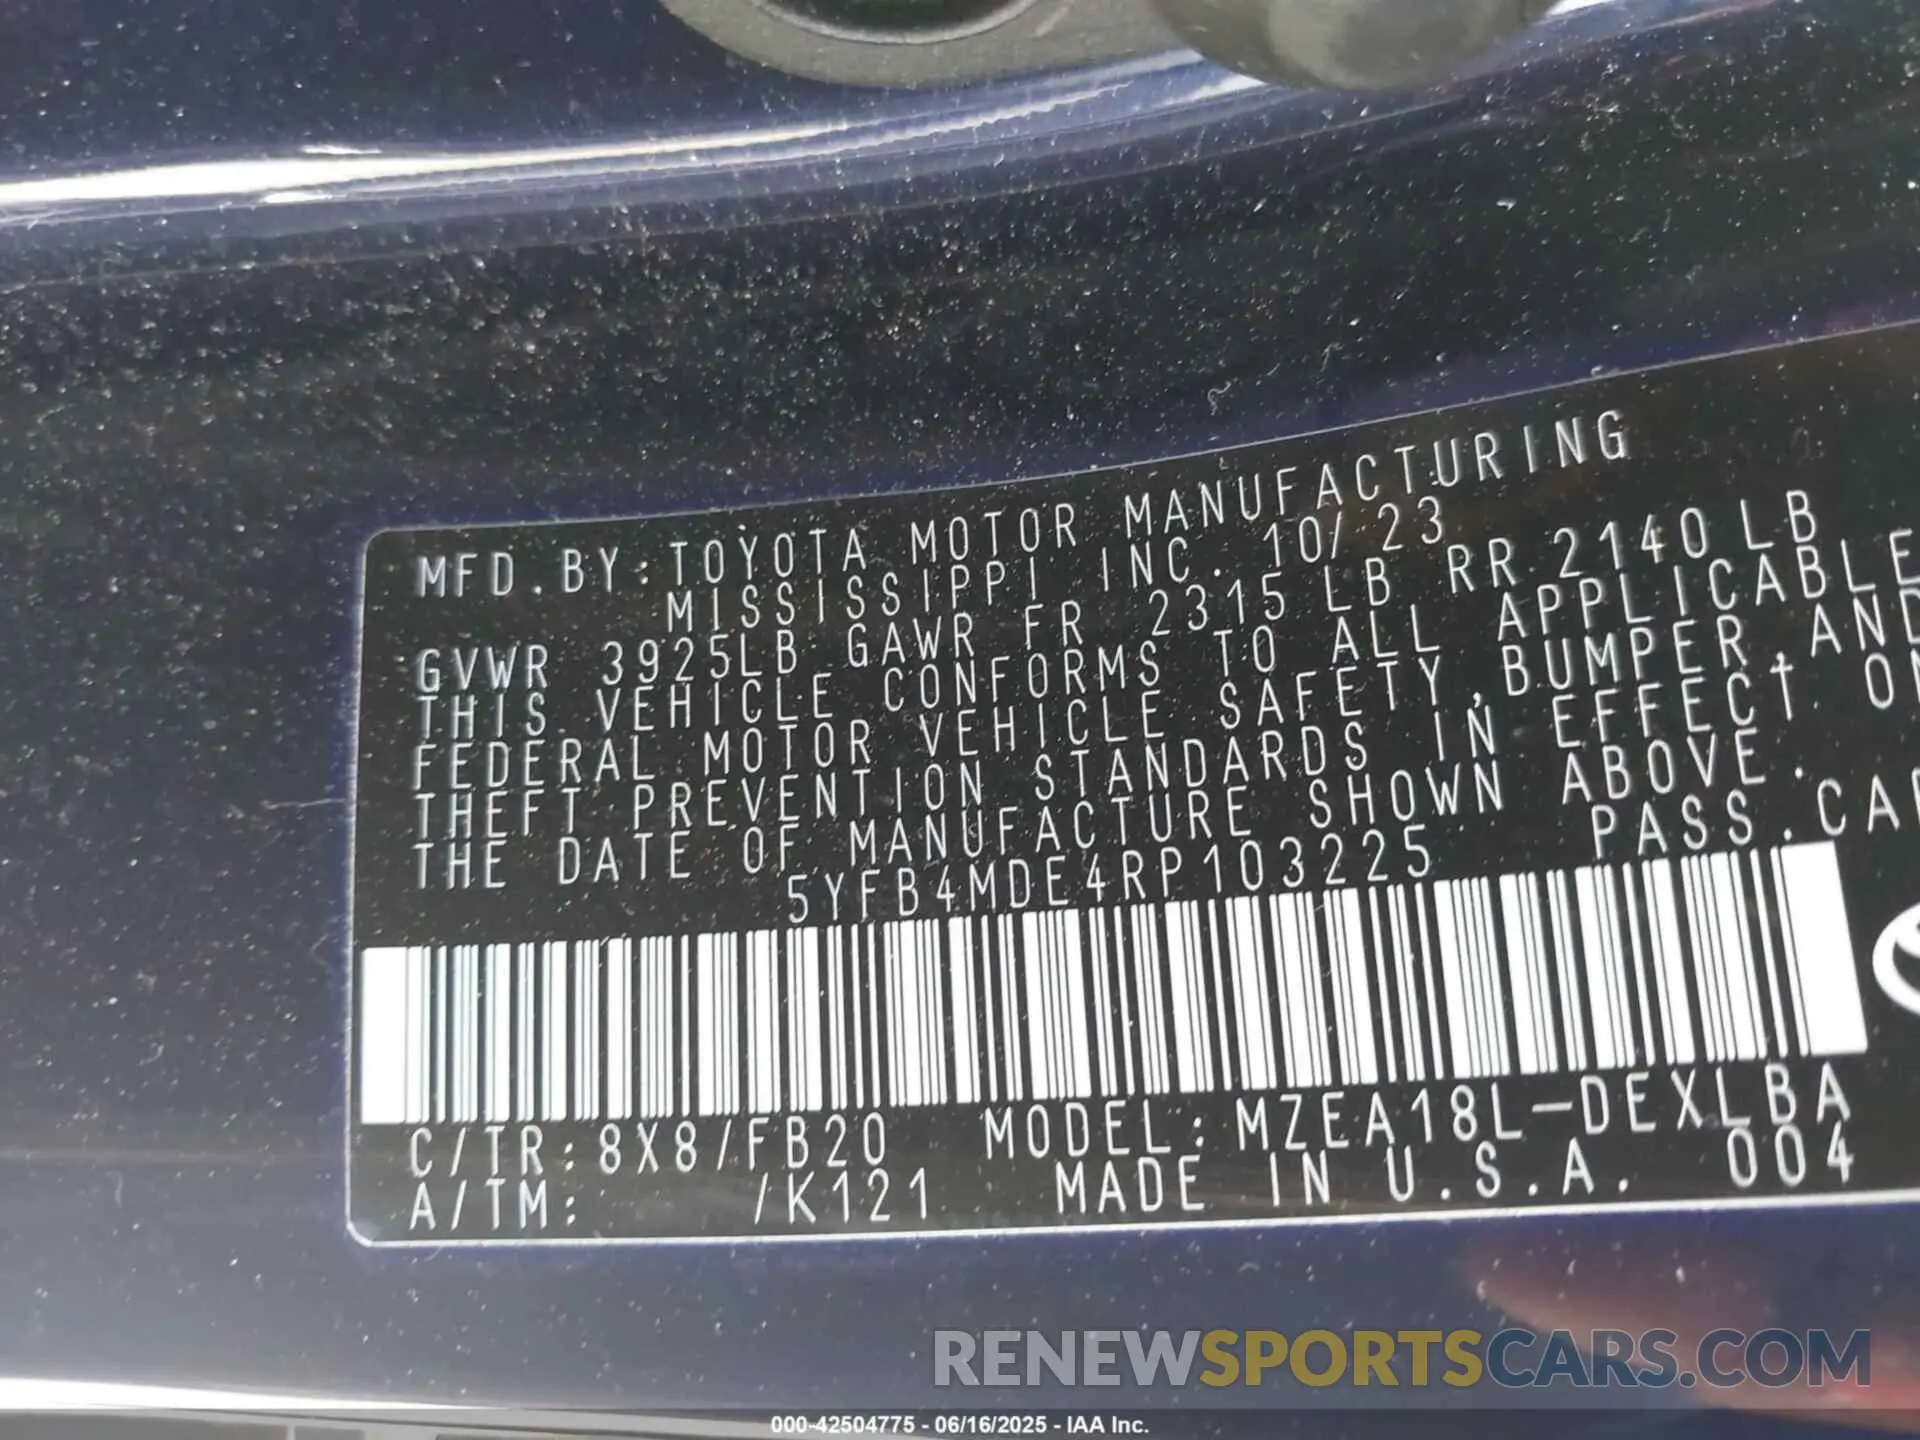 MFD.BY:TOYOTA MOTOR MANUFACTURING
MISSISSIPPI INC. 10/23
GVWR 3925LB GAWR FR 2315 LB RR 2140 LB
THIS VEHICLE CONFORMS TO ALL APPLICABLE
FEDERAL MOTOR VEHICLE SAFETY,BUMPER,AND
THEFT PREVENTION STANDARDS IN EFFECT ON
THE DATE OF MANUFACTURE SHOWN ABOVE.
5YFB4MDE4RP103225 PASS.CAR
C/TR:8X8/FB20 MODEL:MZEA18L-DEXLBA
A/TM: /K121 MADE IN U.S.A. 004
RENEWSPORTSCARS.COM
000-42504775 - 06/16/2025 - IAA Inc.